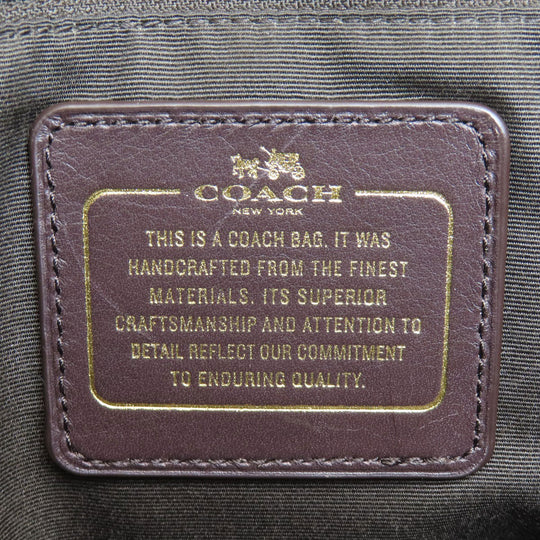 COACH
NEW YORK
THIS IS A COACH BAG. IT WAS
HANDCRAFTED FROM THE FINEST
MATERIALS. ITS SUPERIOR
CRAFTSMANSHIP AND ATTENTION TO
DETAIL REFLECT OUR COMMITMENT
TO ENDURING QUALITY.